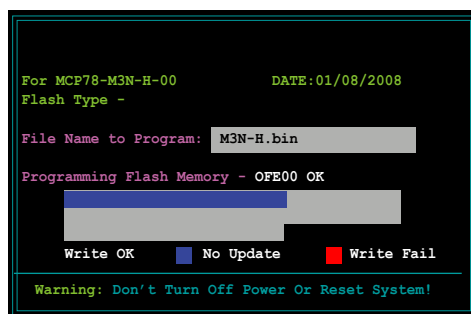 For MCP78-M3N-H-00 DATE:01/08/2008
Flash Type -
File Name to Program: M3N-H.bin
Programming Flash Memory - OFE00 OK
Write OK No Update Write Fail
Warning: Don't Turn Off Power Or Reset System!